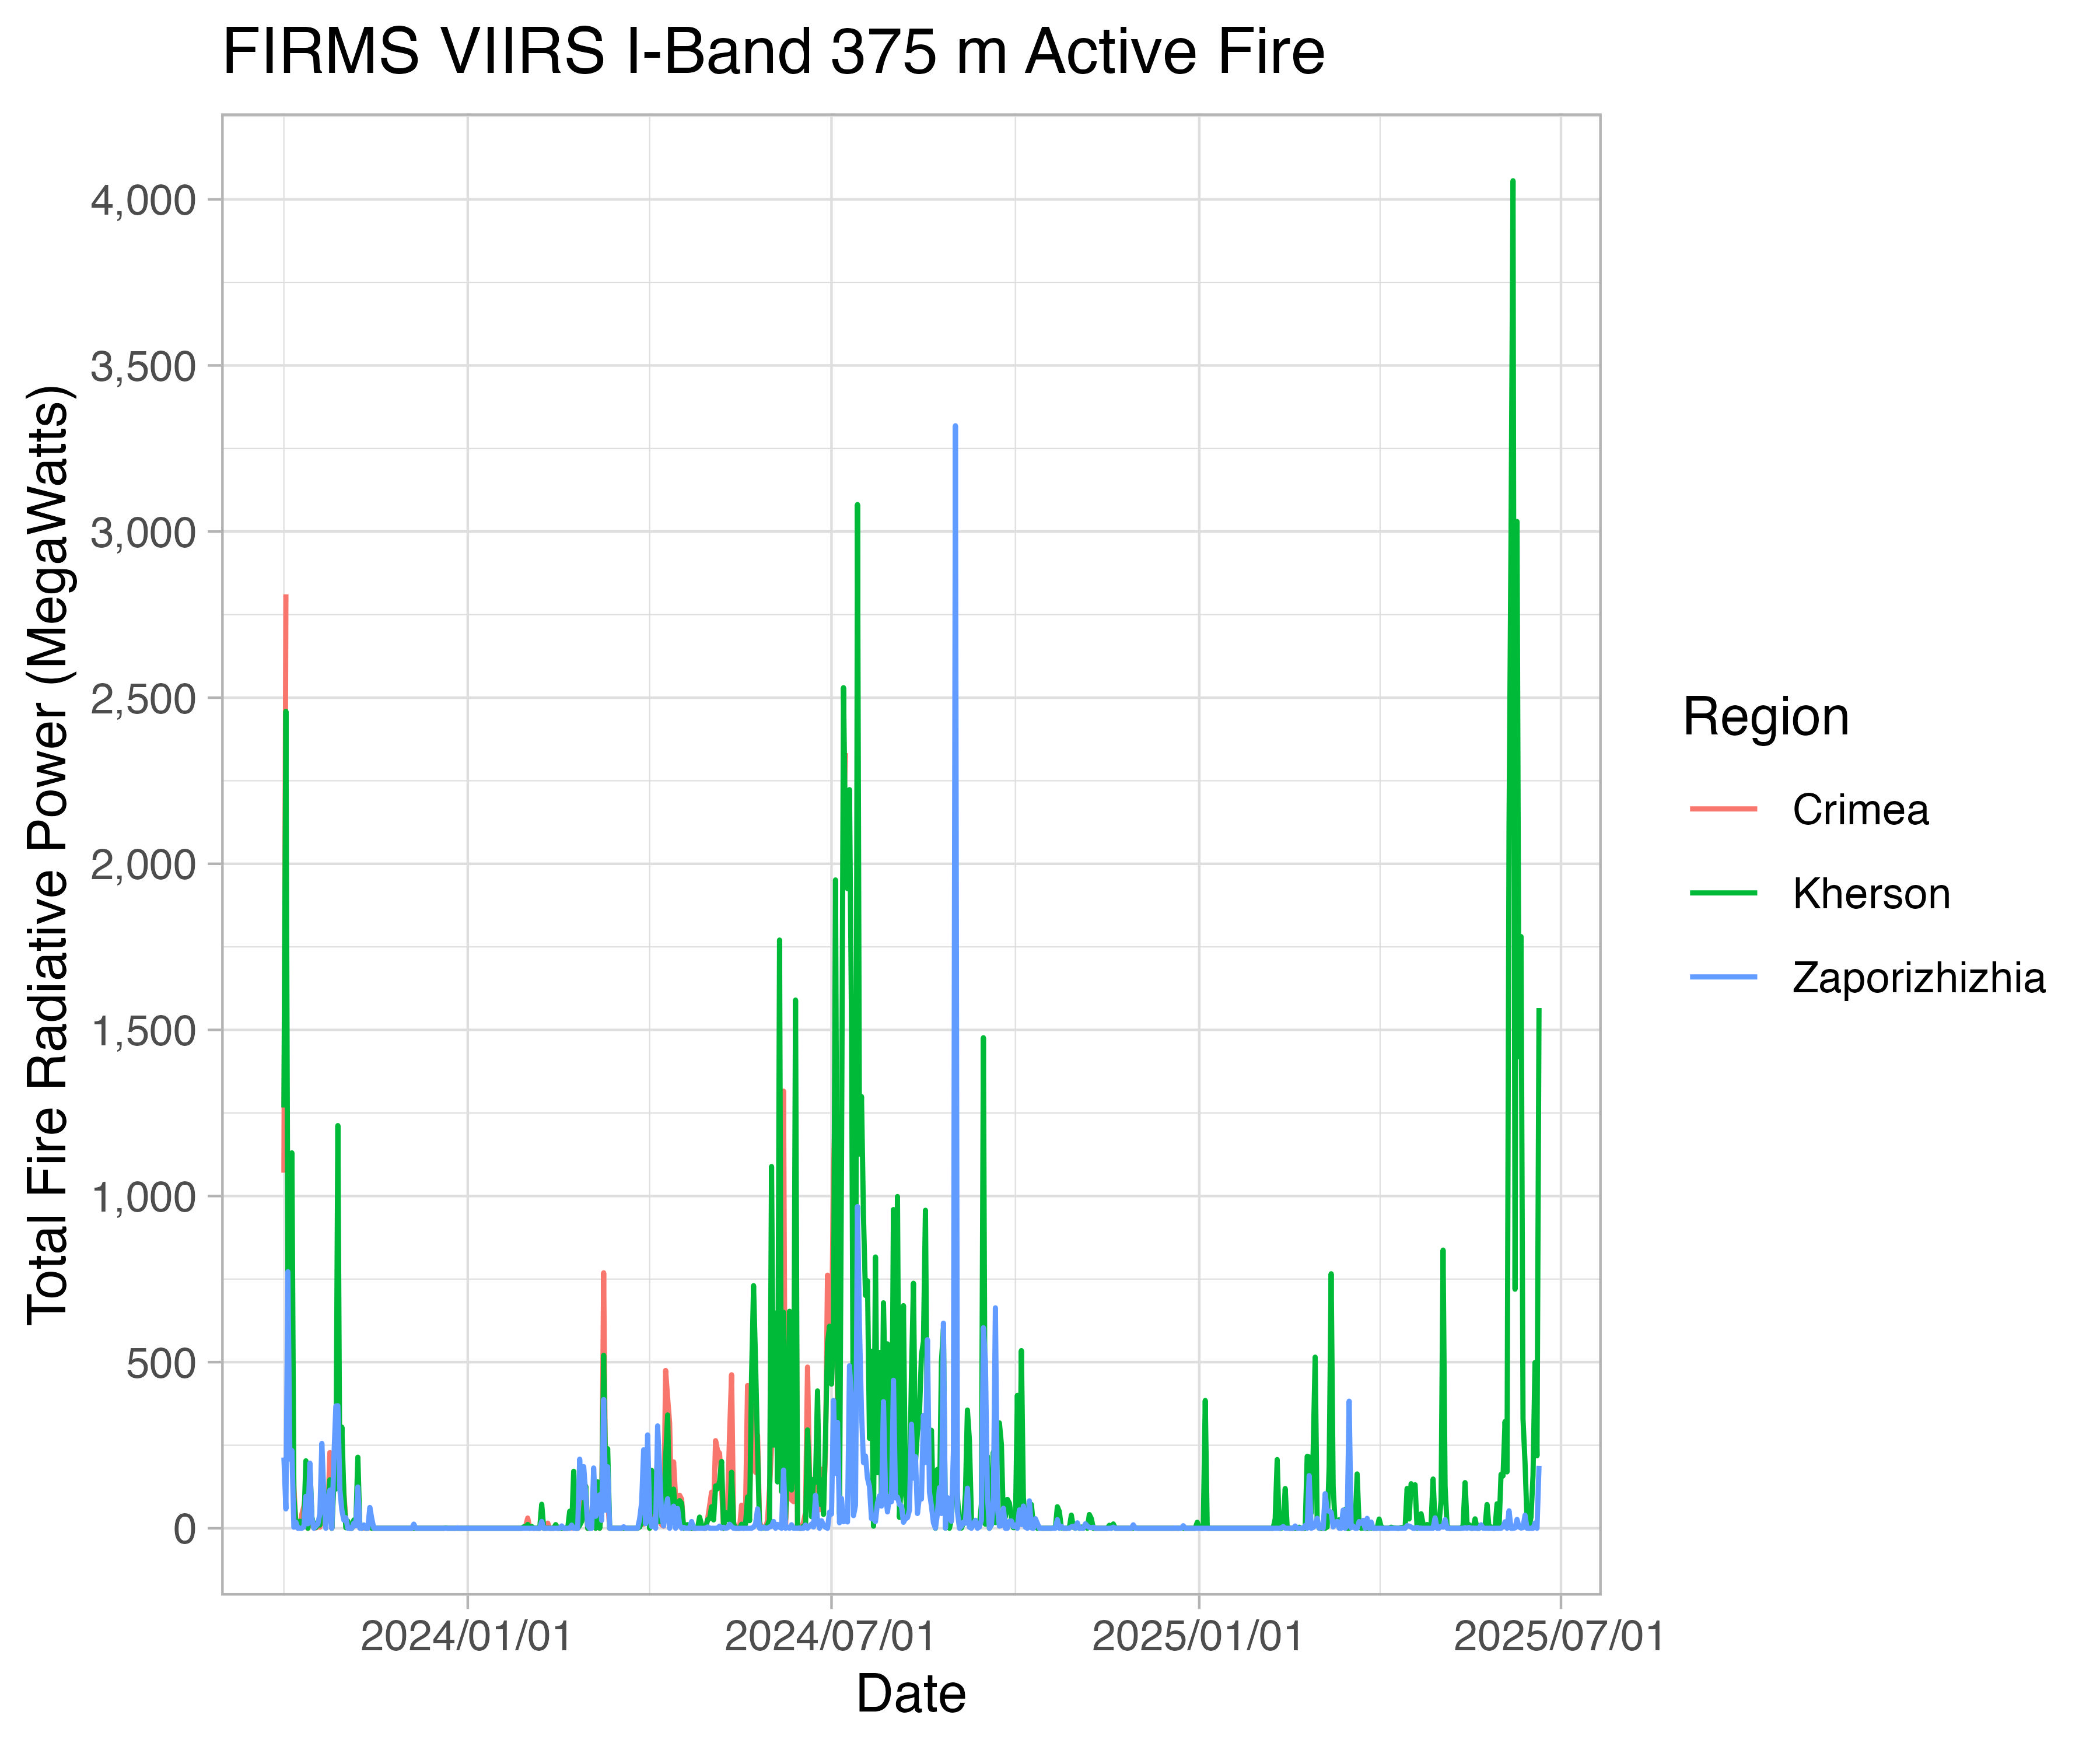 FIRMS VIIRS I-Band 375 m Active Fire
Total Fire Radiative Power (MegaWatts)
4,000
3,500
3,000
2,500
2,000
1,500
1,000
500
0
2024/01/01 2024/07/01 2025/01/01 2025/07/01
Date
Region
Crimea
Kherson
Zaporizhizhia